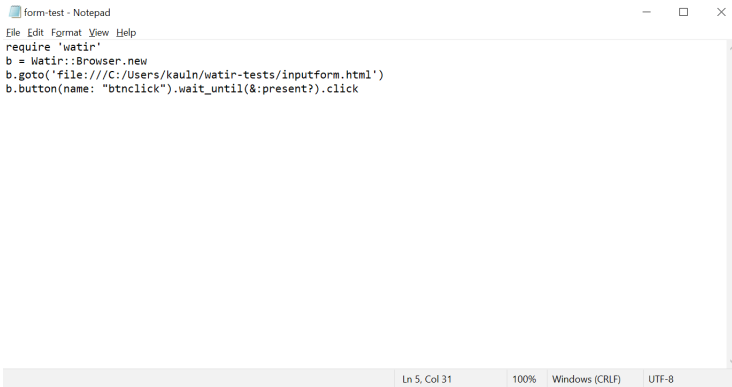 form-test - Notepad
File Edit Format View Help
require 'watir'
b = Watir::Browser.new
b.goto('file:///C:/Users/kauln/watir-tests/inputform.html')
b.button(name: "btnclick").wait_until(&:present?).click
Ln 5, Col 31 100% Windows (CRLF) UTF-8